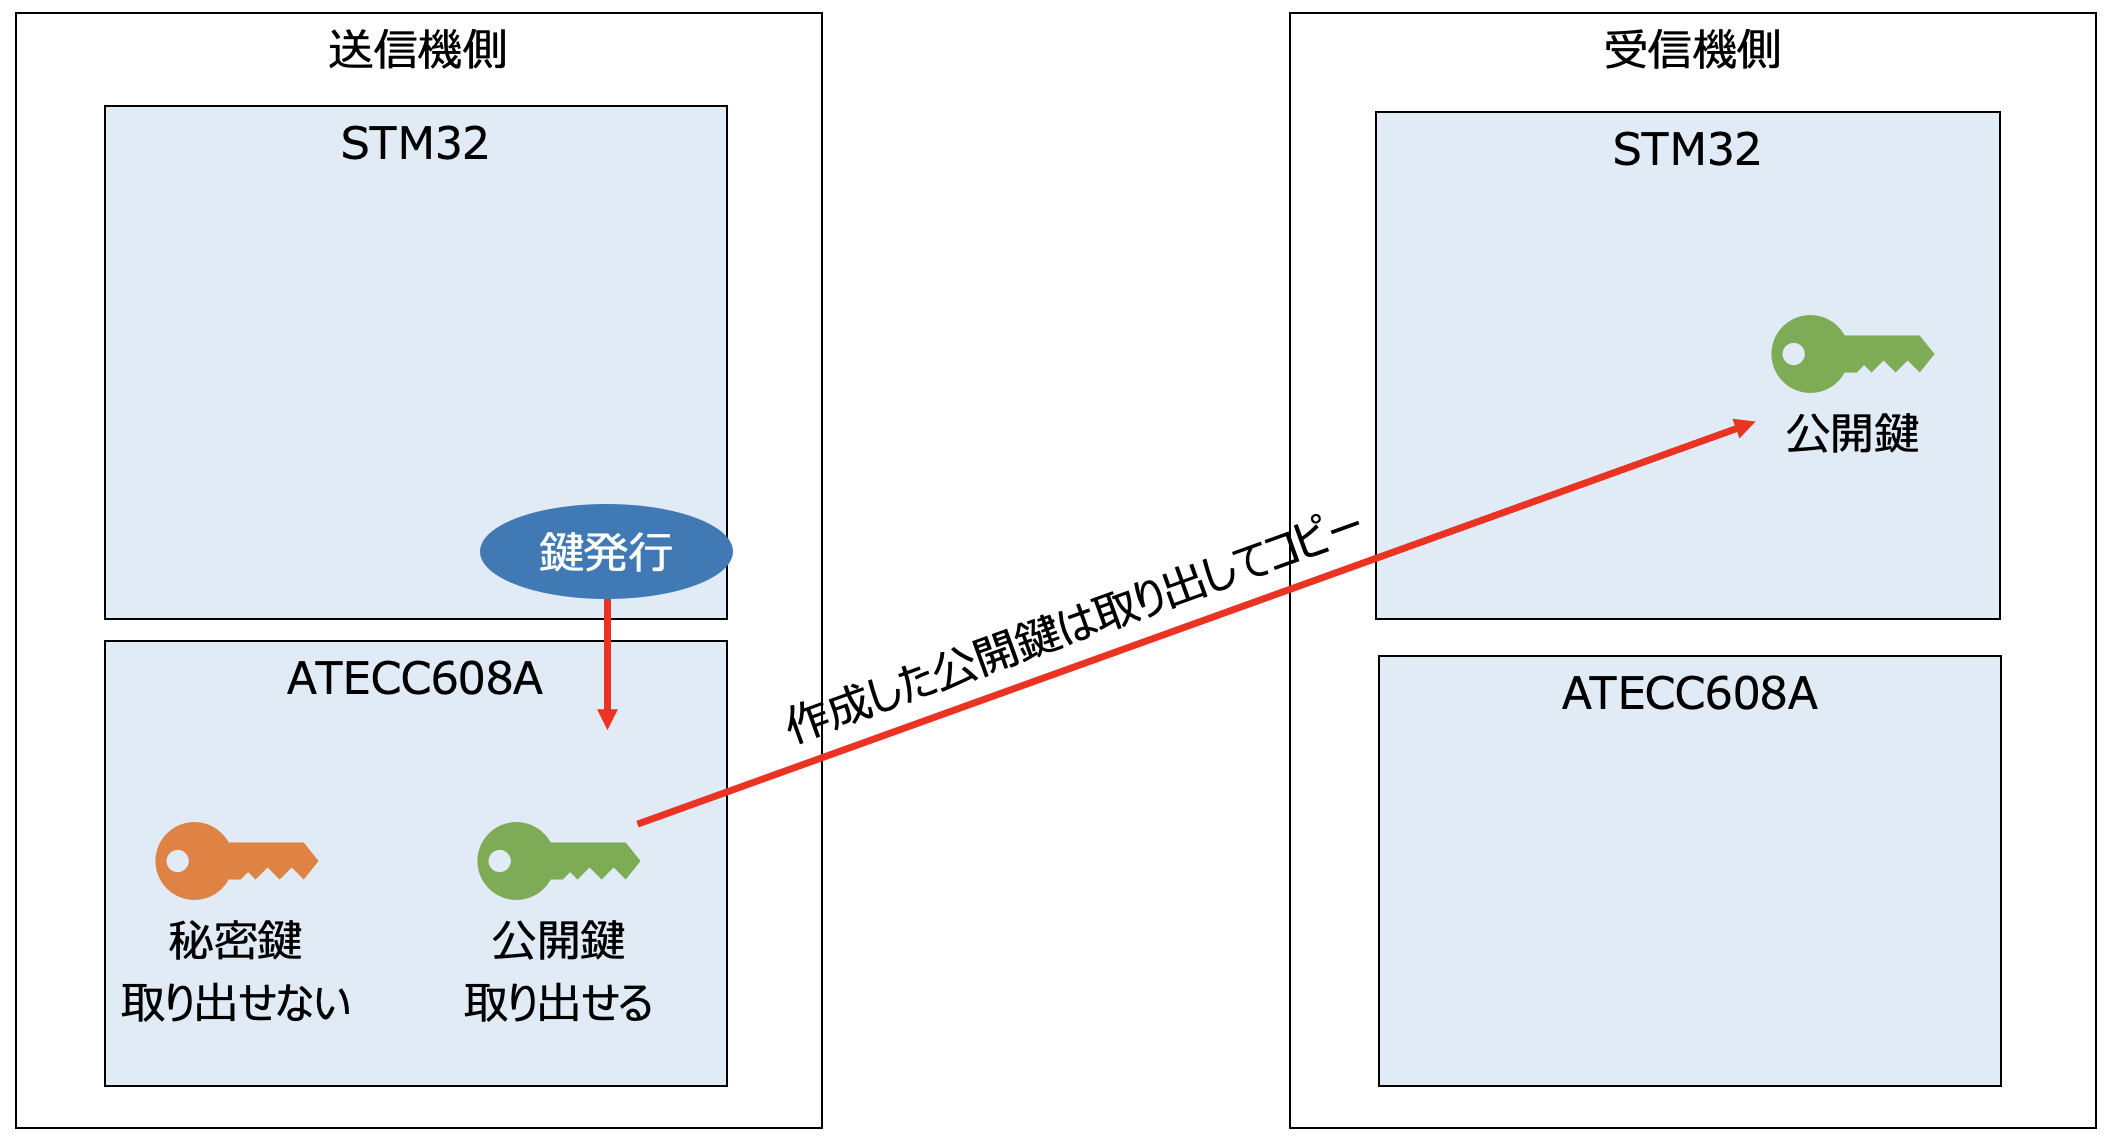 送信機側
STM32
鍵発行
ATECC608A
秘密鍵
取り出せない
公開鍵
取り出せる
作成した公開鍵は取り出してコピー
受信機側
STM32
公開鍵
ATECC608A